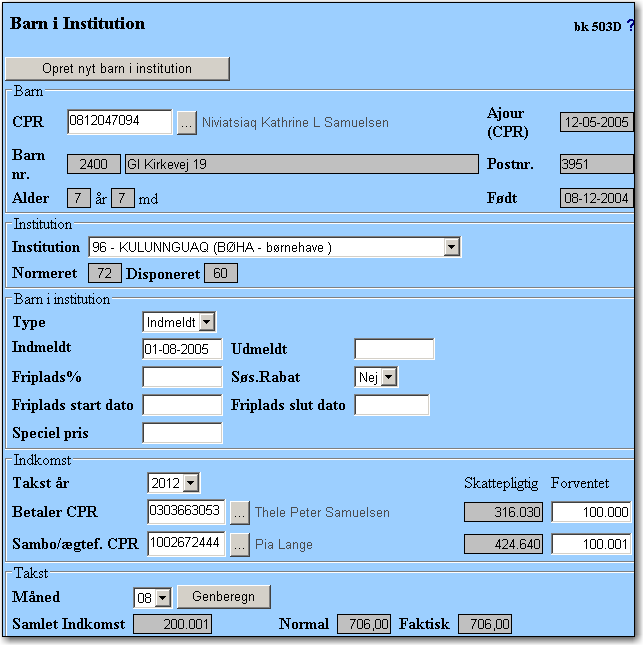 Barn i Institution
bk 503D ?
Opret nyt barn i institution
Barn
CPR 0812047094 ... Niviatsiaq Kathrine L Samuelsen Ajour (CPR) 12-05-2005
Barn nr. 2400 Gl Kirkevej 19 Postnr. 3951
Alder 7 år 7 md Født 08-12-2004
Institution
Institution 96 - KULUNNGUAQ (BØHA - børnehave )
Normeret 72 Disponeret 60
Barn i institution
Type Indmeldt
Indmeldt 01-08-2005 Udmeldt
Friplads% Søs.Rabat Nej
Friplads start dato Friplads slut dato
Speciel pris
Indkomst
Takst år 2012 Skattepligtig Forventet
Betaler CPR 0303663053 ... Thele Peter Samuelsen 316.030 100.000
Sambo/ægtef. CPR 1002672444 ... Pia Lange 424.640 100.001
Takst
Måned 08 Genberegn
Samlet Indkomst 200.001 Normal 706,00 Faktisk 706,00